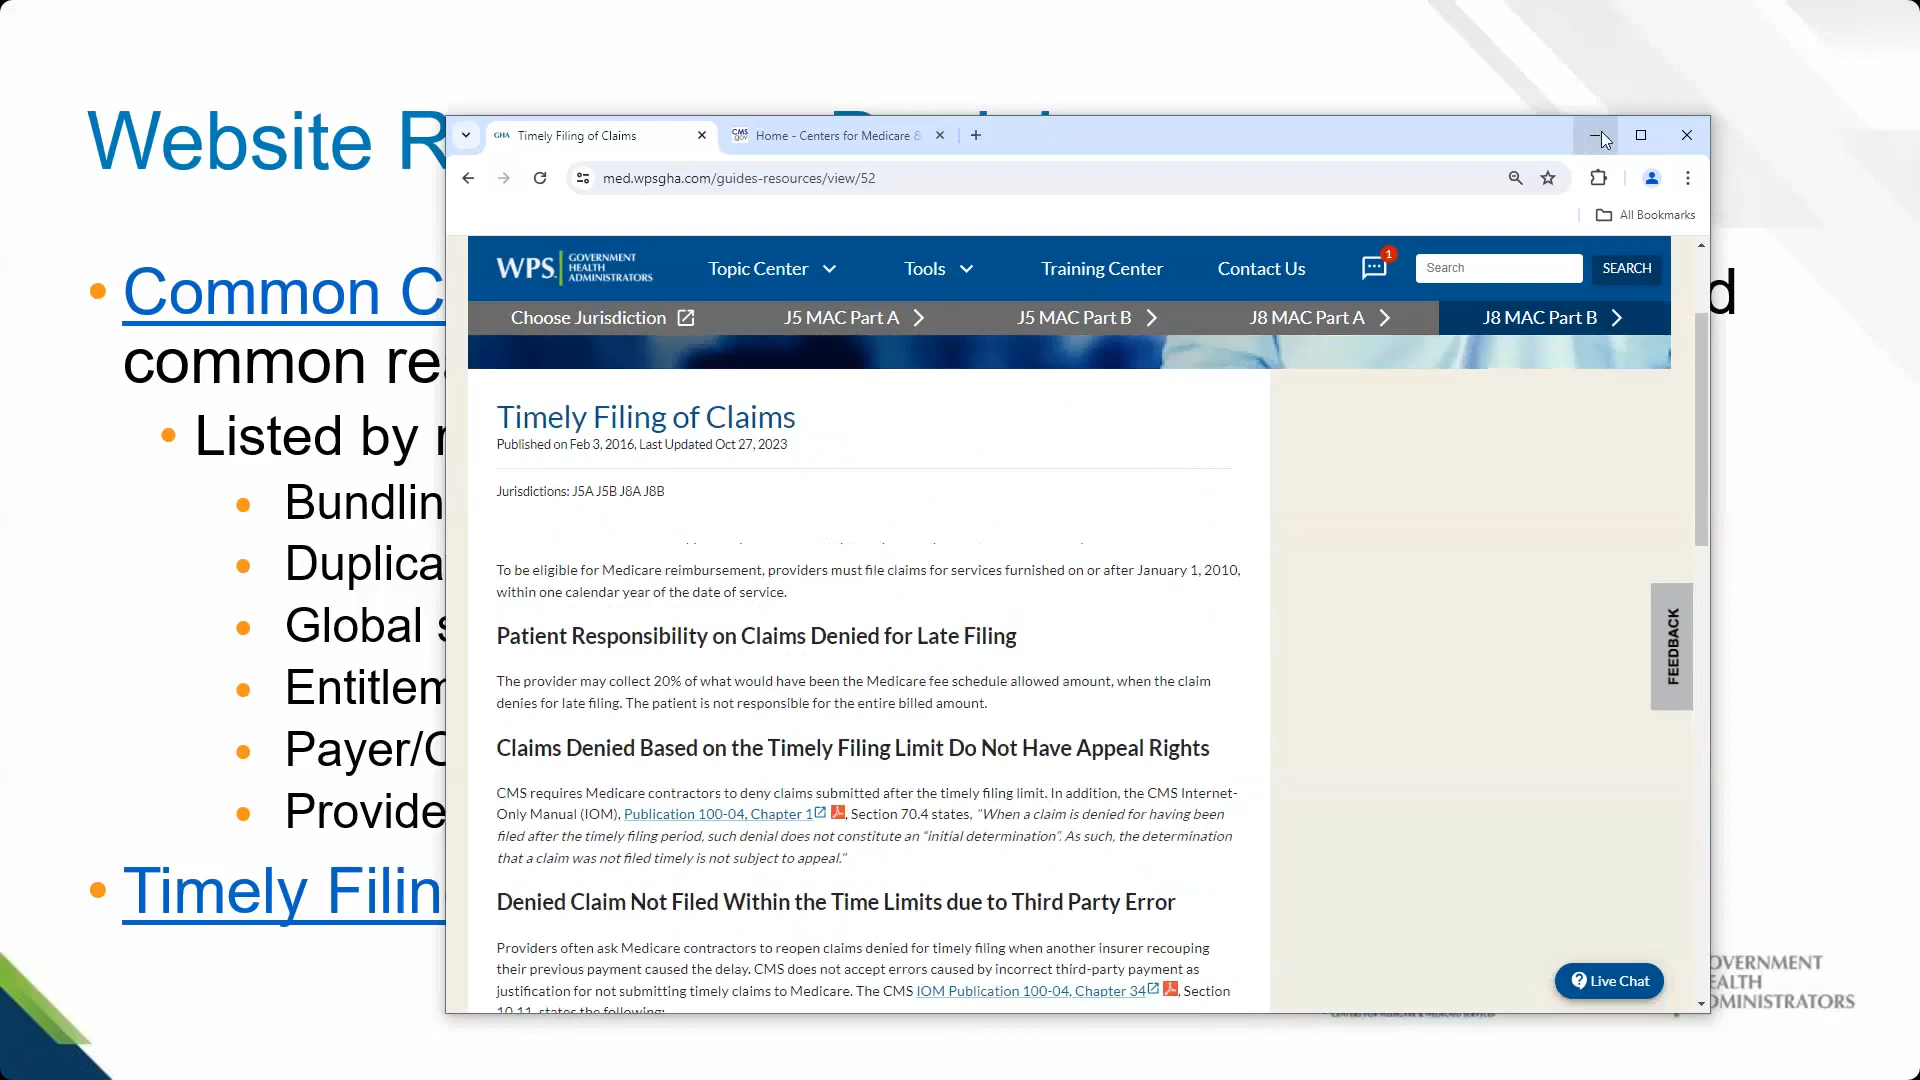 Website R
Timely Filing of Claims
Home - Centers for Medicare &
med.wpsgha.com/guides-resources/view/52
All Bookmarks
WPS GOVERNMENT
HEALTH
ADMINISTRATORS
Topic Center
Tools
Training Center
Contact Us
1
Search
SEARCH
Choose Jurisdiction
J5 MAC Part A
J5 MAC Part B
J8 MAC Part A
J8 MAC Part B
• Common C
d
common re
• Listed by
• Bundlin
• Duplica
• Global s
• Entitlem
• Payer/
• Provide
• Timely Filin
Timely Filing of Claims
Published on Feb 3, 2016, Last Updated Oct 27, 2023
Jurisdictions: J5A J5B J8A J8B
To be eligible for Medicare reimbursement, providers must file claims for services furnished on or after January 1, 2010,
within one calendar year of the date of service.
Patient Responsibility on Claims Denied for Late Filing
The provider may collect 20% of what would have been the Medicare fee schedule allowed amount, when the claim
denies for late filing. The patient is not responsible for the entire billed amount.
Claims Denied Based on the Timely Filing Limit Do Not Have Appeal Rights
CMS requires Medicare contractors to deny claims submitted after the timely filing limit. In addition, the CMS Internet-
Only Manual (IOM), Publication 100-04, Chapter 1, Section 70.4 states, "When a claim is denied for having been
filed after the timely filing period, such denial does not constitute an “initial determination”. As such, the determination
that a claim was not filed timely is not subject to appeal."
Denied Claim Not Filed Within the Time Limits due to Third Party Error
Providers often ask Medicare contractors to reopen claims denied for timely filing when another insurer recouping
their previous payment caused the delay. CMS does not accept errors caused by incorrect third-party payment as
justification for not submitting timely claims to Medicare. The CMS IOM Publication 100-04, Chapter 34, Section
10.11, states the following:
FEEDBACK
Live Chat
OVERNMENT
EALTH
DMINISTRATORS